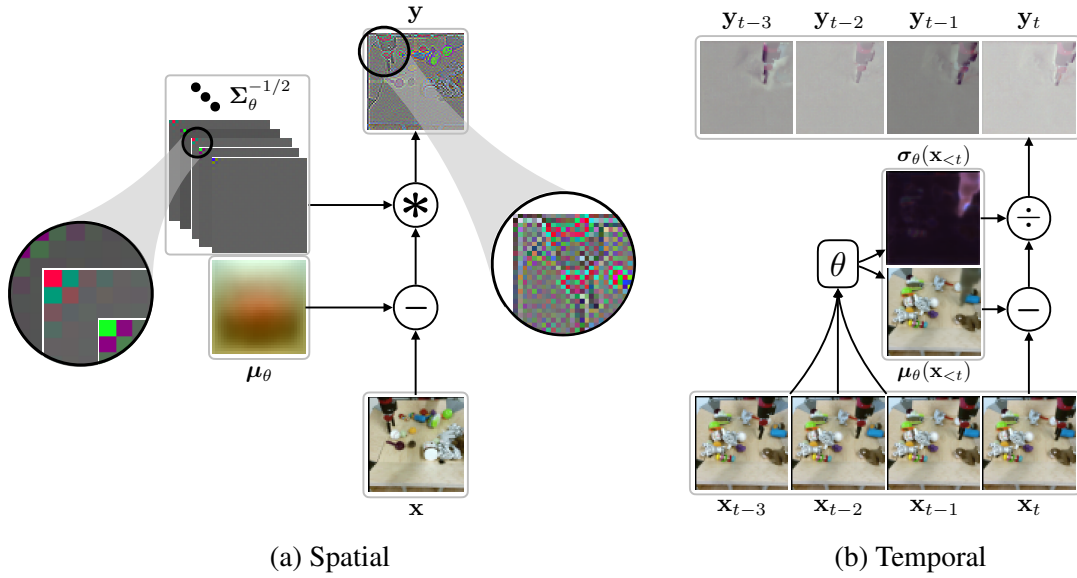 y
Σθ^{-1/2}
∗
−
μθ
x
(a) Spatial
y_{t−3} y_{t−2} y_{t−1} y_t
σθ(x_{<t})
÷
θ
−
μθ(x_{<t})
x_{t−3} x_{t−2} x_{t−1} x_t
(b) Temporal